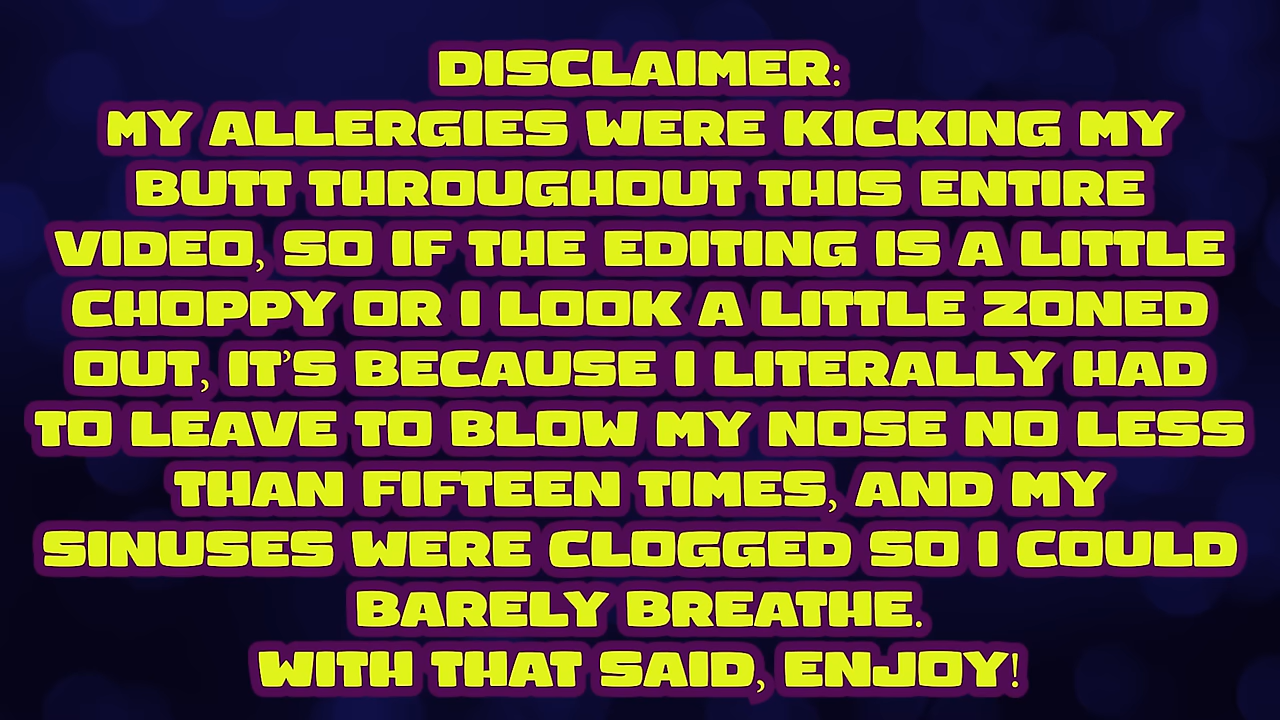 DISCLAIMER:
MY ALLERGIES WERE KICKING MY
BUTT THROUGHOUT THIS ENTIRE
VIDEO, SO IF THE EDITING IS A LITTLE
CHOPPY OR I LOOK A LITTLE ZONED
OUT, IT’S BECAUSE I LITERALLY HAD
TO LEAVE TO BLOW MY NOSE NO LESS
THAN FIFTEEN TIMES, AND MY
SINUSES WERE CLOGGED SO I COULD
BARELY BREATHE.
WITH THAT SAID, ENJOY!